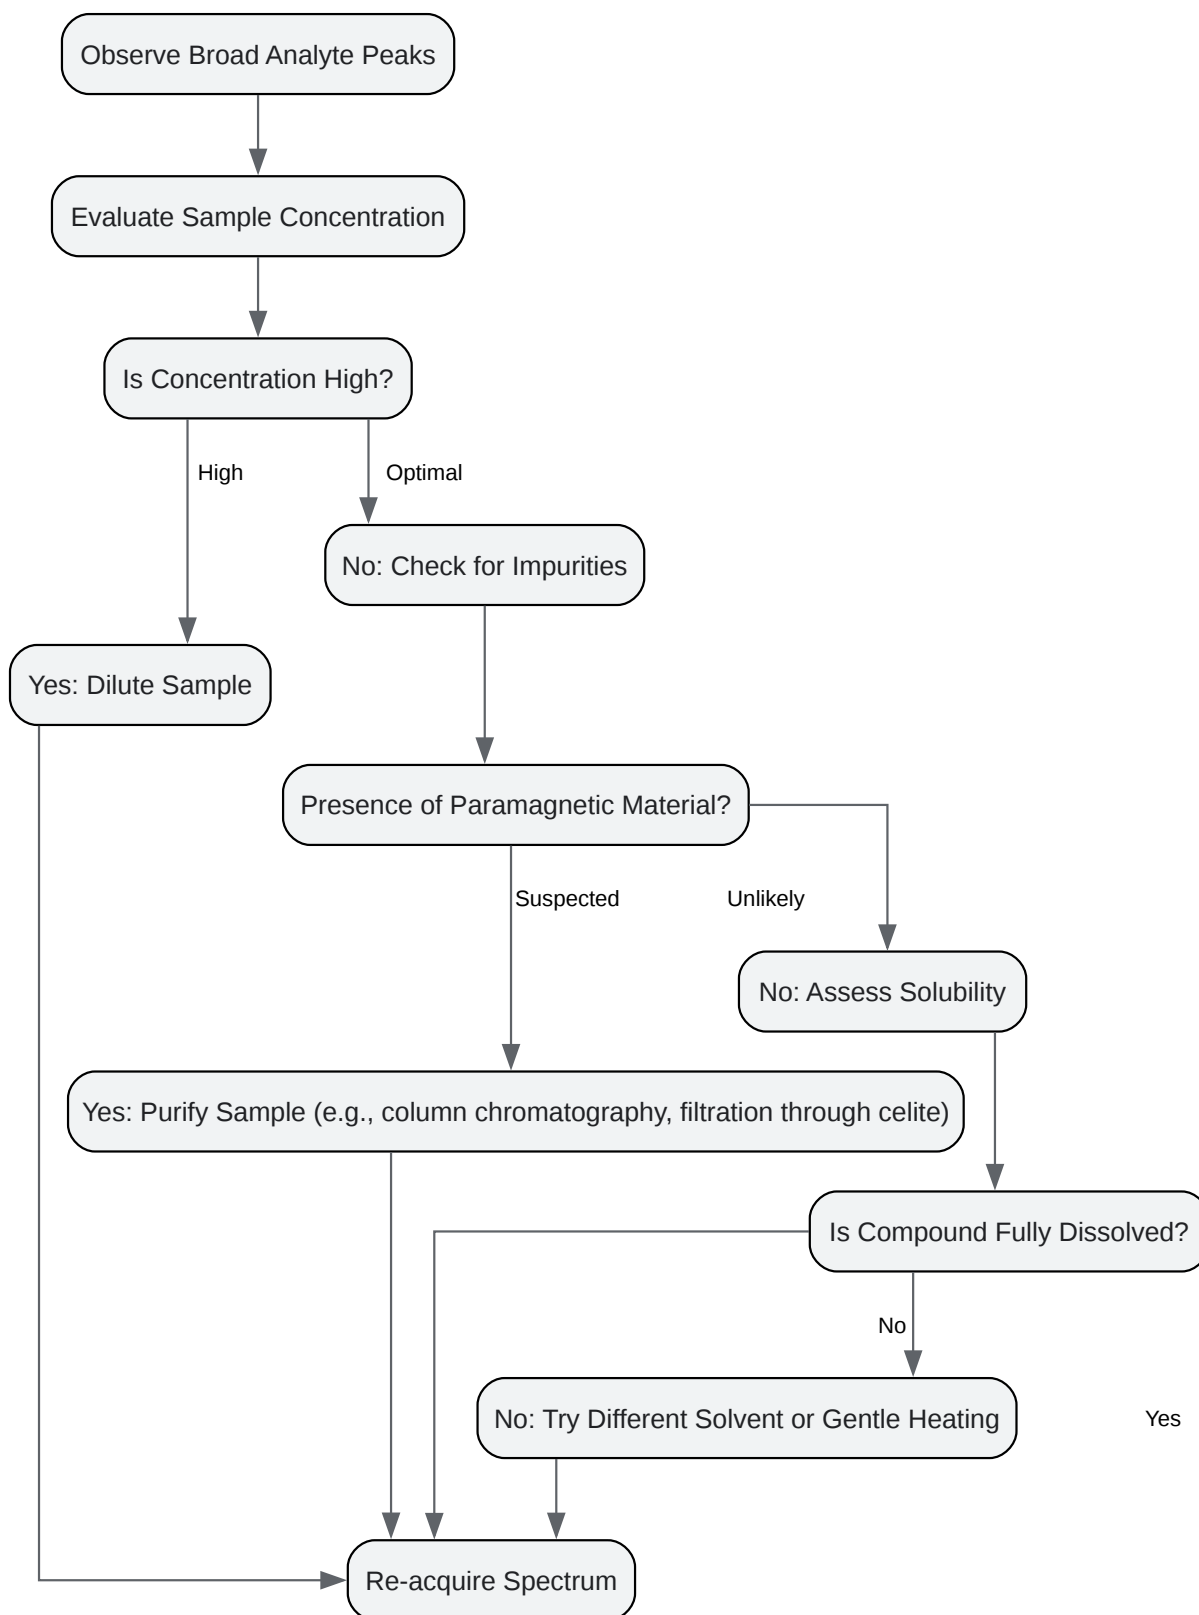 Observe Broad Analyte Peaks
Evaluate Sample Concentration
Is Concentration High?
High
Optimal
No: Check for Impurities
Yes: Dilute Sample
Presence of Paramagnetic Material?
Suspected
Unlikely
No: Assess Solubility
Yes: Purify Sample (e.g., column chromatography, filtration through celite)
Is Compound Fully Dissolved?
No
No: Try Different Solvent or Gentle Heating
Yes
Re-acquire Spectrum